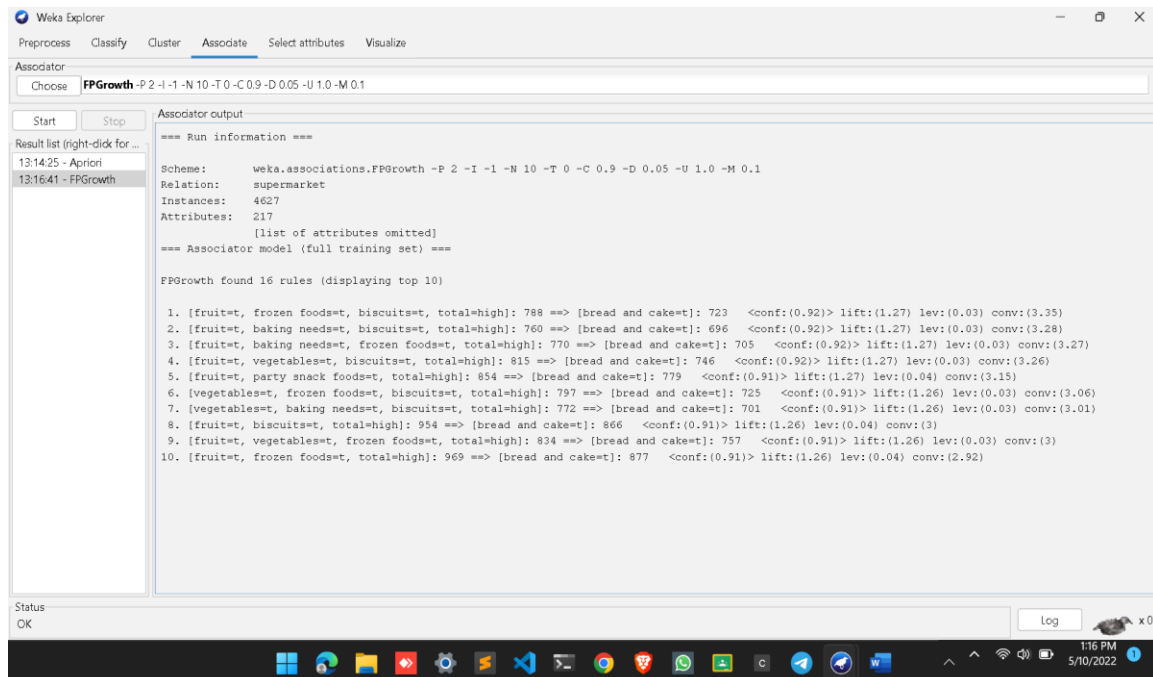 Weka Explorer
Preprocess Classify Cluster Associate Select attributes Visualize
Associator
Choose FPGrowth -P 2 -I -1 -N 10 -T 0 -C 0.9 -D 0.05 -U 1.0 -M 0.1
Start Stop
Result list (right-click for ...
13:14:25 - Apriori
13:16:41 - FPGrowth
Associator output
=== Run information ===
Scheme: weka.associations.FPGrowth -P 2 -I -1 -N 10 -T 0 -C 0.9 -D 0.05 -U 1.0 -M 0.1
Relation: supermarket
Instances: 4627
Attributes: 217
[list of attributes omitted]
=== Associator model (full training set) ===
FPGrowth found 16 rules (displaying top 10)
1. [fruit=t, frozen foods=t, biscuits=t, total=high]: 788 ==> [bread and cake=t]: 723 <conf:(0.92)> lift:(1.27) lev:(0.03) conv:(3.35)
2. [fruit=t, baking needs=t, biscuits=t, total=high]: 760 ==> [bread and cake=t]: 696 <conf:(0.92)> lift:(1.27) lev:(0.03) conv:(3.28)
3. [fruit=t, baking needs=t, frozen foods=t, total=high]: 770 ==> [bread and cake=t]: 705 <conf:(0.92)> lift:(1.27) lev:(0.03) conv:(3.27)
4. [fruit=t, vegetables=t, biscuits=t, total=high]: 815 ==> [bread and cake=t]: 746 <conf:(0.92)> lift:(1.27) lev:(0.03) conv:(3.26)
5. [fruit=t, party snack foods=t, total=high]: 854 ==> [bread and cake=t]: 779 <conf:(0.91)> lift:(1.27) lev:(0.04) conv:(3.15)
6. [vegetables=t, frozen foods=t, biscuits=t, total=high]: 797 ==> [bread and cake=t]: 725 <conf:(0.91)> lift:(1.26) lev:(0.03) conv:(3.06)
7. [vegetables=t, baking needs=t, biscuits=t, total=high]: 772 ==> [bread and cake=t]: 701 <conf:(0.91)> lift:(1.26) lev:(0.03) conv:(3.01)
8. [fruit=t, biscuits=t, total=high]: 954 ==> [bread and cake=t]: 866 <conf:(0.91)> lift:(1.26) lev:(0.04) conv:(3)
9. [fruit=t, vegetables=t, frozen foods=t, total=high]: 834 ==> [bread and cake=t]: 757 <conf:(0.91)> lift:(1.26) lev:(0.03) conv:(3)
10. [fruit=t, frozen foods=t, total=high]: 969 ==> [bread and cake=t]: 877 <conf:(0.91)> lift:(1.26) lev:(0.04) conv:(2.92)
Status
OK
Log
x 0
1:16 PM
5/10/2022
1